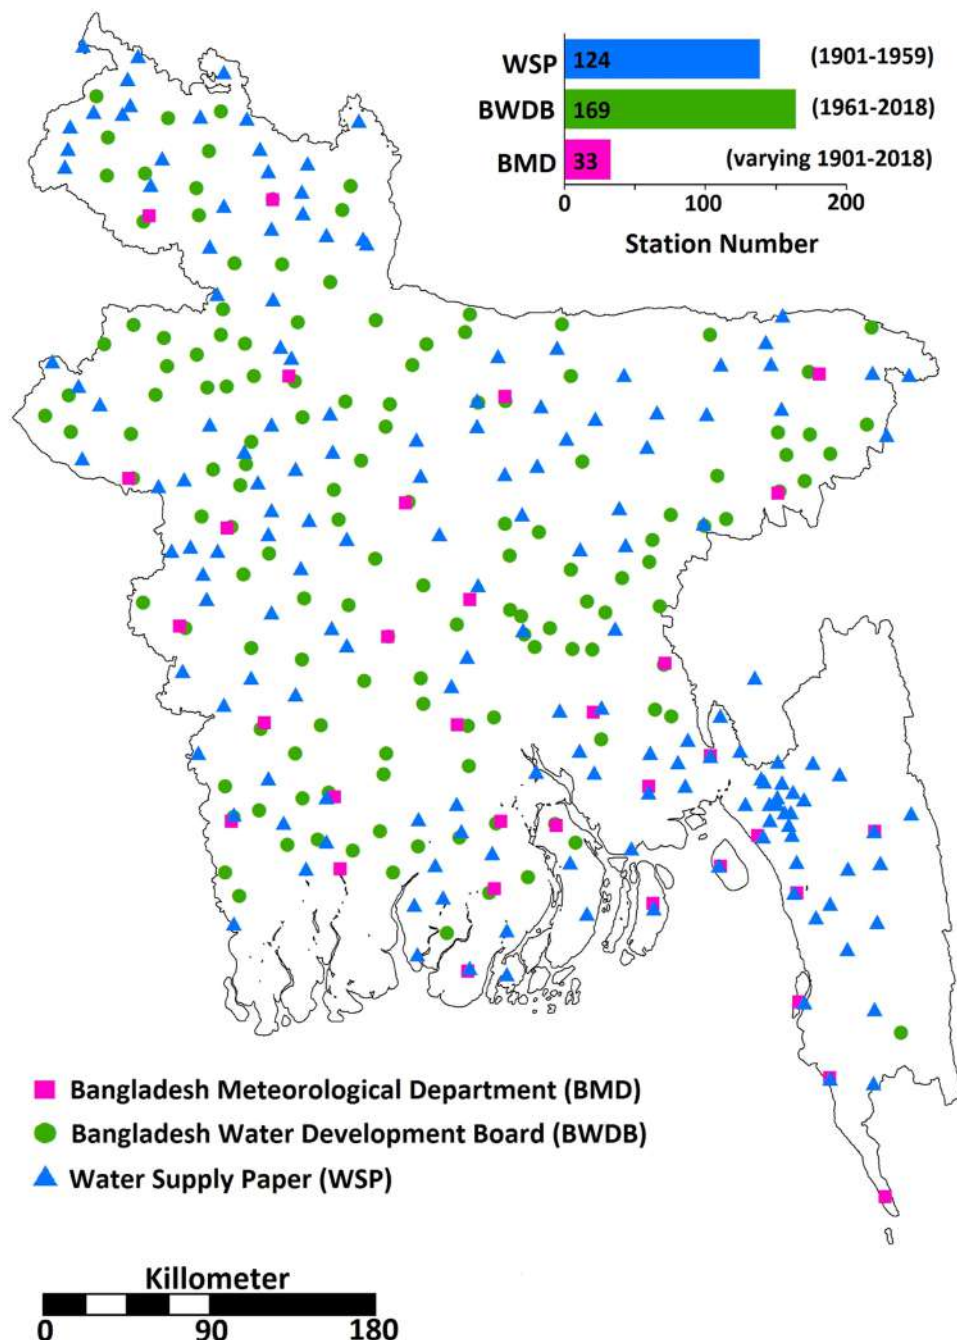 WSP 124 (1901-1959)
BWDB 169 (1961-2018)
BMD 33 (varying 1901-2018)
0 100 200
Station Number
Bangladesh Meteorological Department (BMD)
Bangladesh Water Development Board (BWDB)
Water Supply Paper (WSP)
Killometer
0 90 180